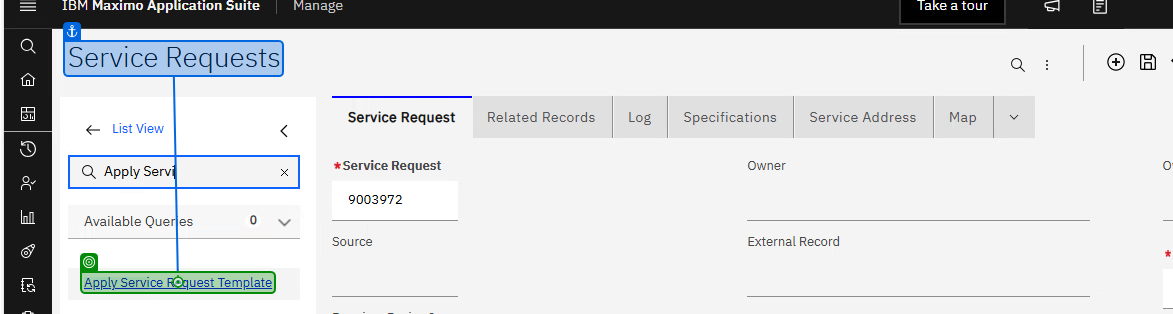 IBM Maximo Application Suite
Manage
Take a tour
Service Requests
List View
Apply Servi
Available Queries 0
Apply Service Request Template
Service Request
Related Records
Log
Specifications
Service Address
Map
*Service Request
9003972
Owner
Source
External Record
*